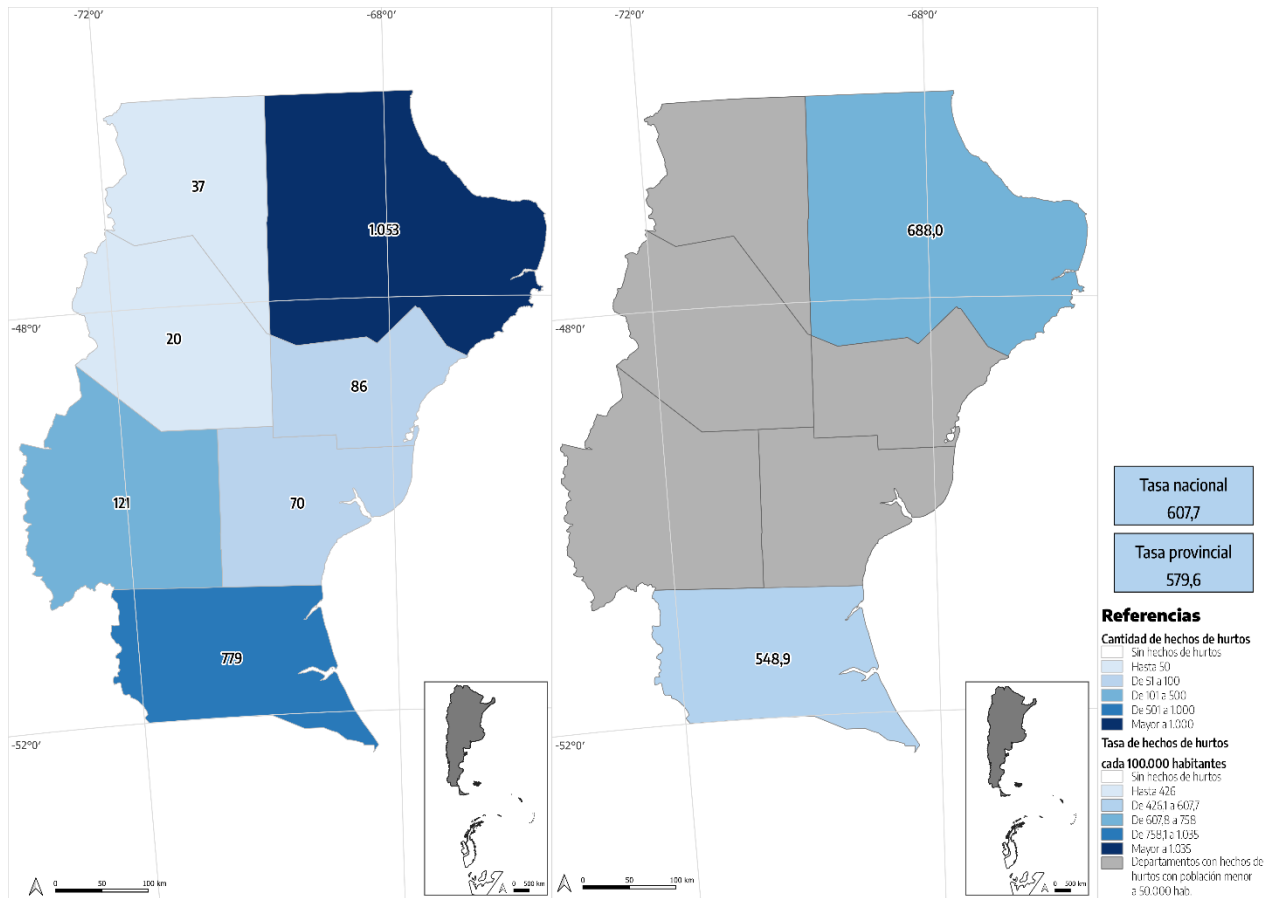 -72°0'
-68°0'
-72°0'
-68°0'
37
1.053
688,0
-48°0'
20
-48°0'
86
121
70
Tasa nacional
607,7
Tasa provincial
579,6
Referencias
Cantidad de hechos de hurtos
Sin hechos de hurtos
Hasta 50
De 51 a 100
De 101 a 500
De 501 a 1.000
Mayor a 1.000
Tasa de hechos de hurtos
cada 100.000 habitantes
Sin hechos de hurtos
Hasta 426
De 426,1 a 607,7
De 607,8 a 758
De 758,1 a 1.035
Mayor a 1.035
Departamentos con hechos de
hurtos con población menor
a 50.000 hab.
779
548,9
-52°0'
-52°0'
0 50 100 km
0 500 km
0 50 100 km
0 500 km